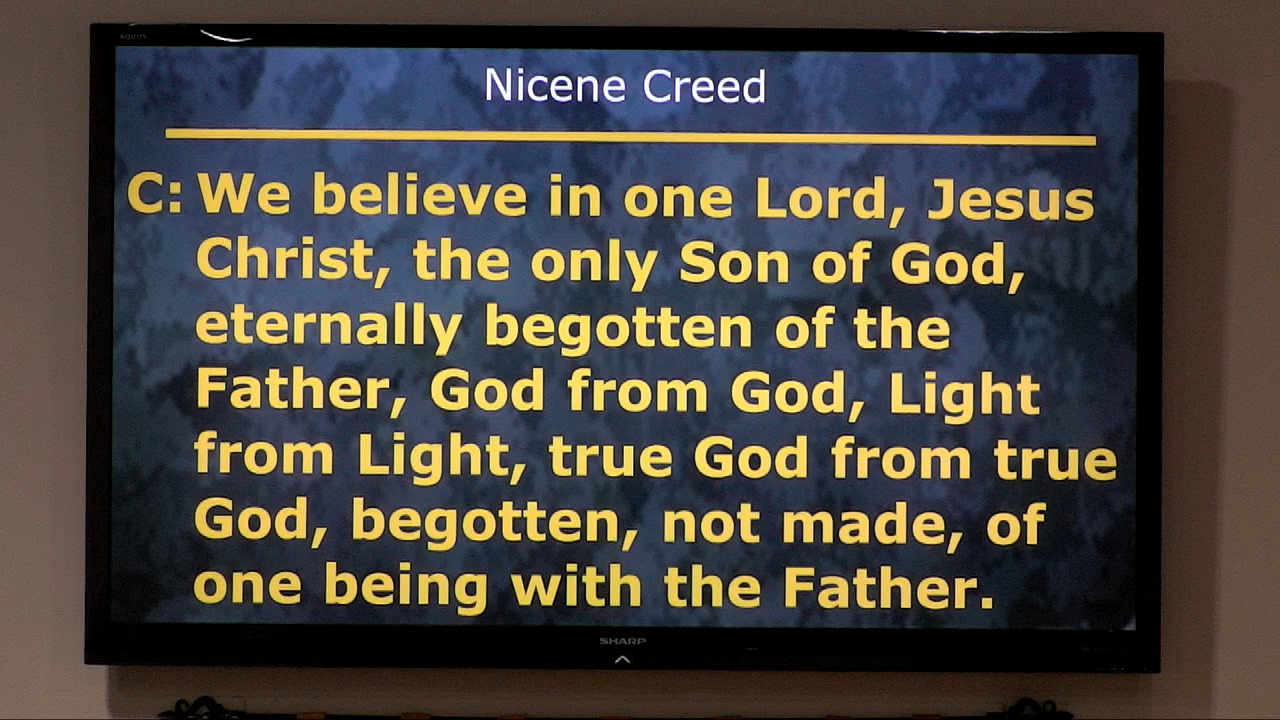 AQUOS
Nicene Creed
C: We believe in one Lord, Jesus
Christ, the only Son of God,
eternally begotten of the
Father, God from God, Light
from Light, true God from true
God, begotten, not made, of
one being with the Father.
SHARP